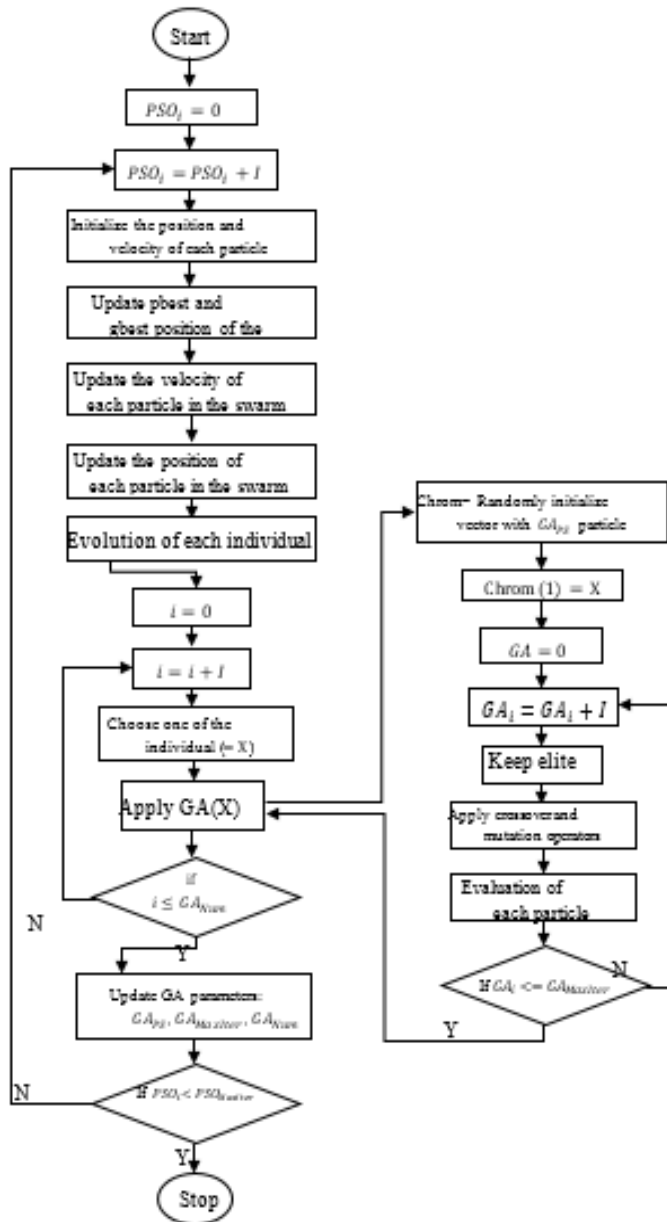 Start
PSO_i = 0
PSO_i = PSO_i + I
Initialize the position and
velocity of each particle
Update pbest and
gbest position of the
Update the velocity of
each particle in the swarm
Update the position of
each particle in the swarm
Evolution of each individual
i = 0
i = i + I
Choose one of the
individual (= X)
Apply GA(X)
if
i ≤ GA_Num
N
Y
Update GA parameters:
GA_PS, GA_MaxIter, GA_Num
If PSO_i < PSO_MaxIter
N
Y
Stop
Chrom= Randomly initialize
vector with GA_PS particle
Chrom (1) = X
GA = 0
GA_i = GA_i + I
Keep elite
Apply crossover and
mutation operators
Evaluation of
each particle
If GA_i <= GA_MaxIter
N
Y